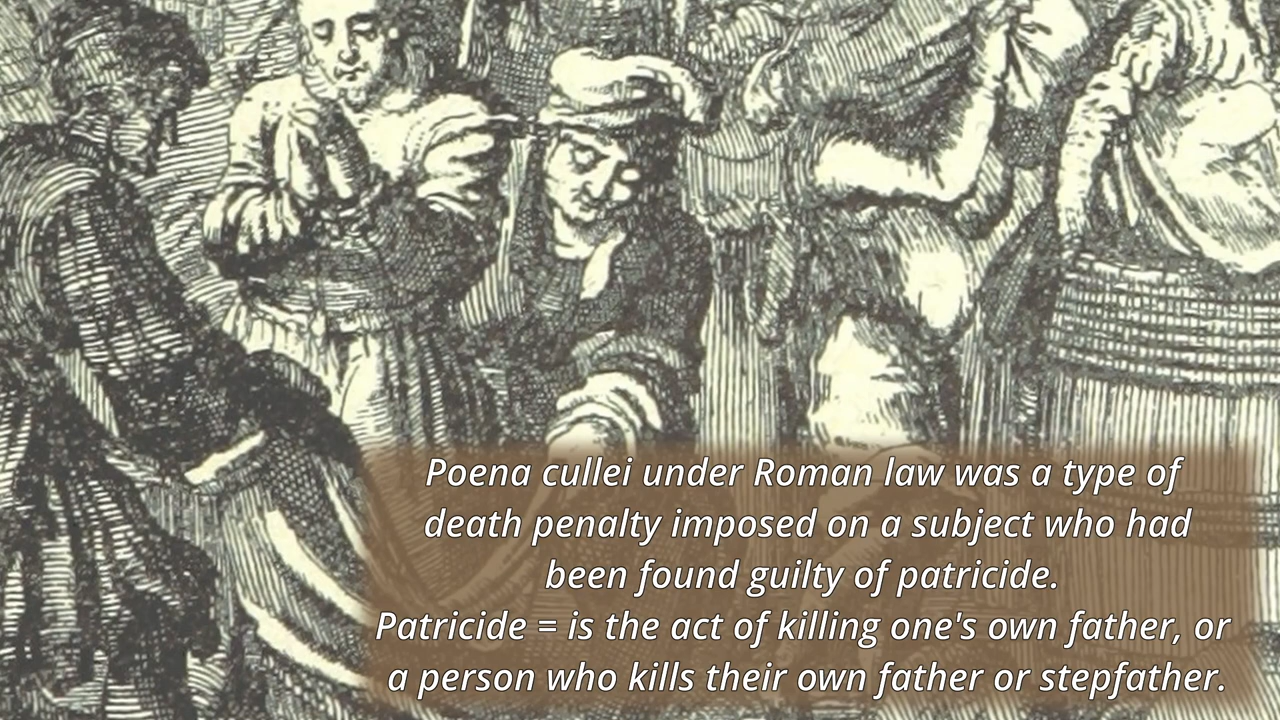 Poena cullei under Roman law was a type of
death penalty imposed on a subject who had
been found guilty of patricide.
Patricide = is the act of killing one's own father, or
a person who kills their own father or stepfather.